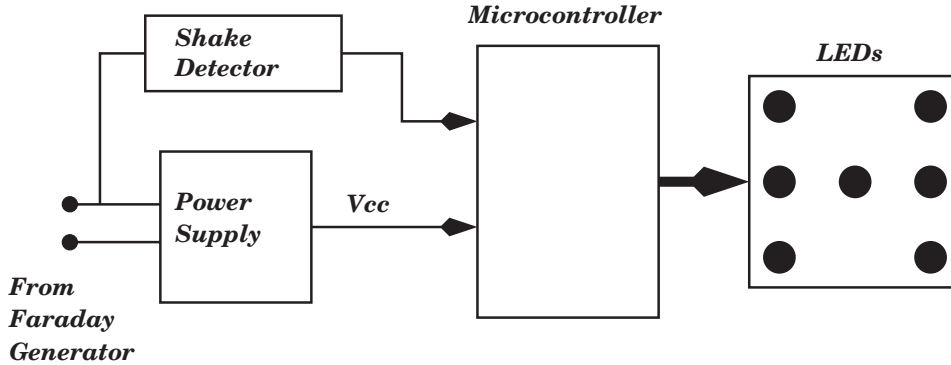 Microcontroller
Shake
Detector
LEDs
Power
Supply
Vcc
From
Faraday
Generator